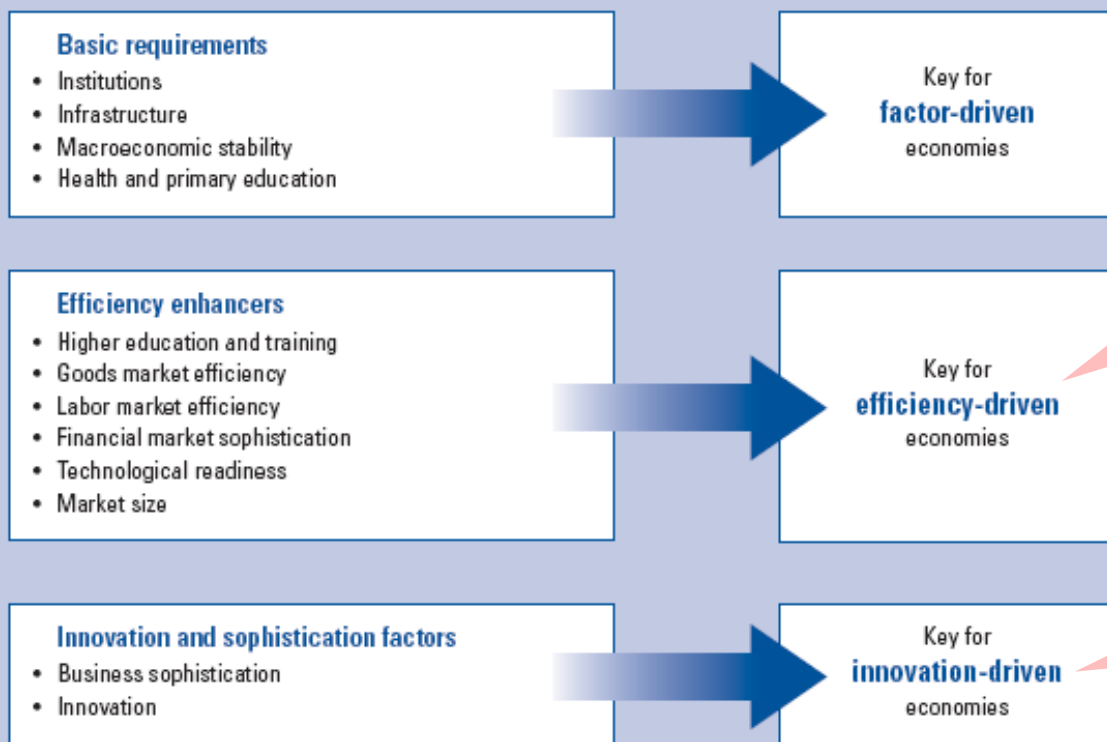 Basic requirements
• Institutions
• Infrastructure
• Macroeconomic stability
• Health and primary education
Key for
factor-driven
economies
Efficiency enhancers
• Higher education and training
• Goods market efficiency
• Labor market efficiency
• Financial market sophistication
• Technological readiness
• Market size
Key for
efficiency-driven
economies
Innovation and sophistication factors
• Business sophistication
• Innovation
Key for
innovation-driven
economies